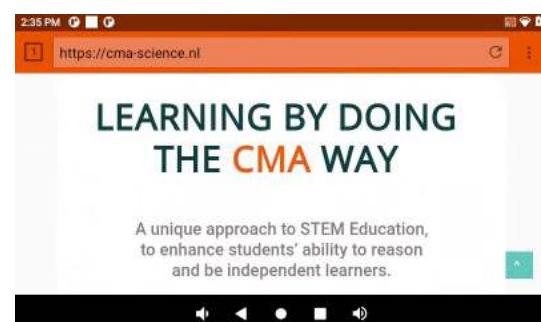 2:35 PM
1
https://cma-science.nl
LEARNING BY DOING
THE CMA WAY
A unique approach to STEM Education,
to enhance students' ability to reason
and be independent learners.